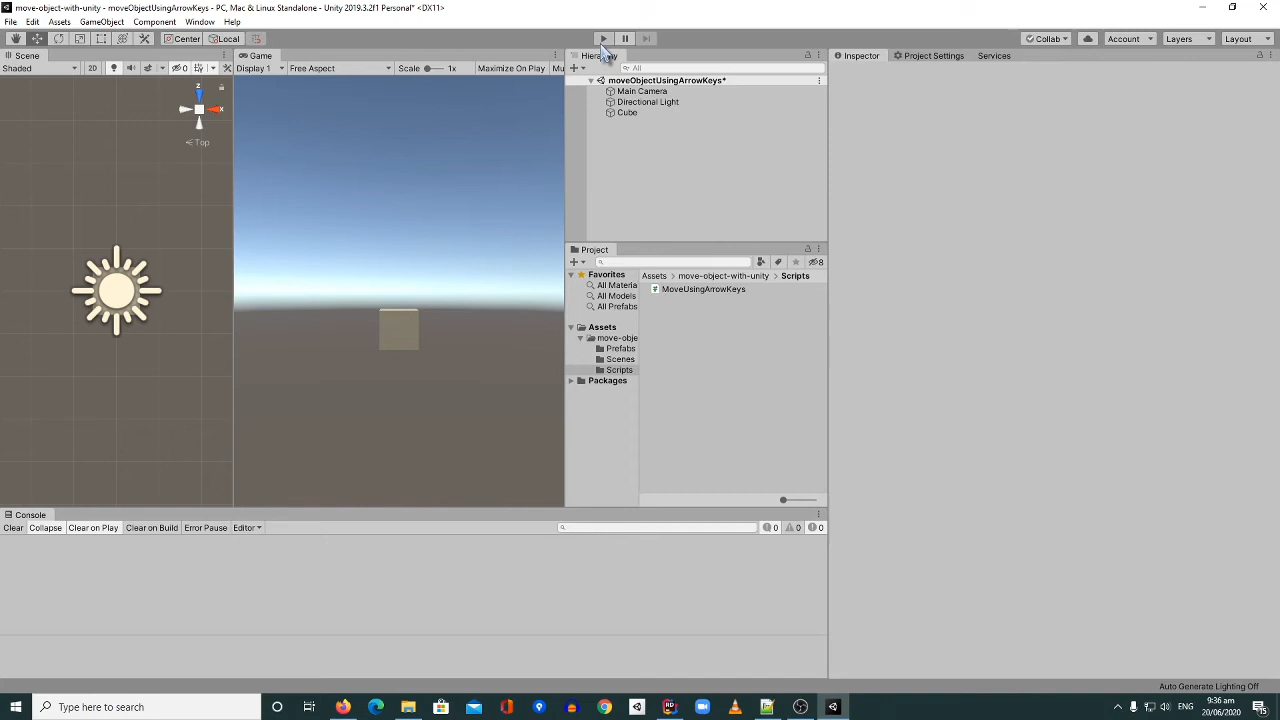 move-object-with-unity - moveObjectUsingArrowKeys - PC, Mac & Linux Standalone - Unity 2019.3.2f1 Personal* <DX11>
File Edit Assets GameObject Component Window Help
Center Local Collab Account Layers Layout
Scene
Shaded 2D 0
z
x
Top
Game
Display 1 Free Aspect Scale 1x Maximize On Play Mu
All
moveObjectUsingArrowKeys*
Main Camera
Directional Light
Cube
Project
8
Favorites
All Materia
All Models
All Prefabs
Assets
move-obje
Prefabs
Scenes
Scripts
Packages
Assets move-object-with-unity Scripts
# MoveUsingArrowKeys
Inspector Project Settings Services
Console
Clear Collapse Clear on Play Clear on Build Error Pause Editor 0 0 0
Auto Generate Lighting Off
Type here to search
RD
9:36 am
20/06/2020